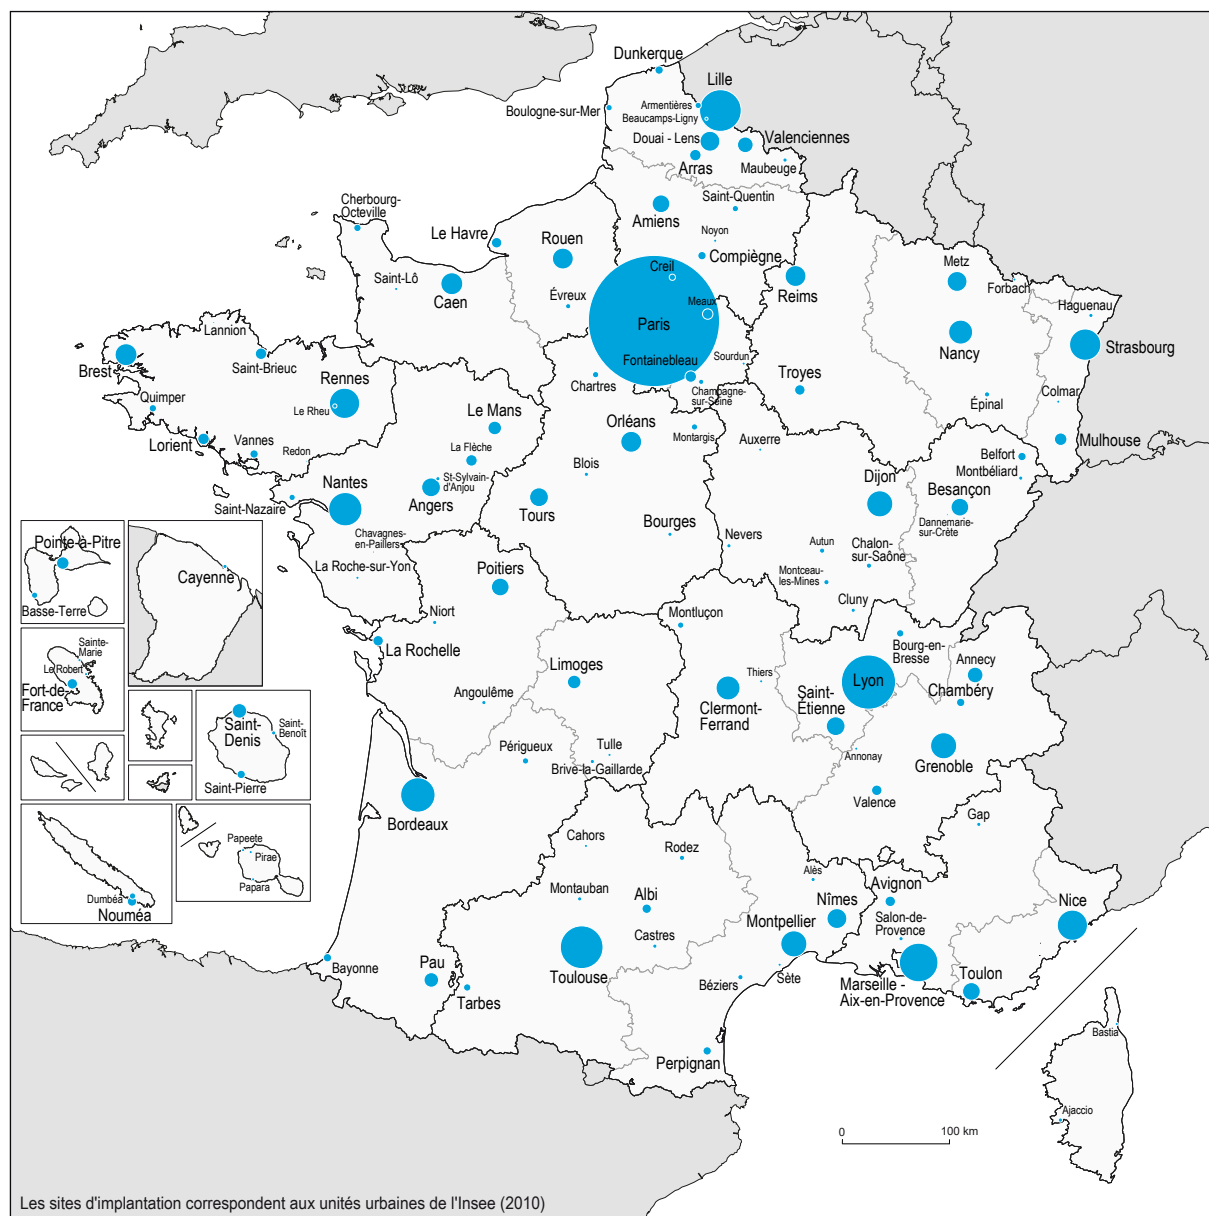 Dunkerque
Lille
Armentières
Boulogne-sur-Mer
Beaucamps-Ligny
Douai - Lens
Valenciennes
Arras
Maubeuge
Cherbourg-
Octeville
Saint-Quentin
Amiens
Le Havre
Rouen
Noyon
Compiègne
Creil
Metz
Saint-Lô
Caen
Reims
Forbach
Évreux
Meaux
Haguenau
Paris
Lannion
Nancy
Strasbourg
Brest
Saint-Brieuc
Fontainebleau
Sourdun
Rennes
Troyes
Chartres
Champagne-
sur-Seine
Colmar
Quimper
Le Rheu
Le Mans
Épinal
Orléans
Lorient
Vannes
Redon
La Flèche
Montargis
Auxerre
Mulhouse
Belfort
Montbéliard
Blois
Nantes
St-Sylvain-
d'Anjou
Dijon
Besançon
Angers
Saint-Nazaire
Tours
Bourges
Dannemarie-
sur-Crète
Chavagnes-
en-Paillers
Nevers
Autun
Chalon-
sur-Saône
Pointe-à-Pitre
La Roche-sur-Yon
Poitiers
Montceau-
les-Mines
Cayenne
Basse-Terre
Niort
Montluçon
Cluny
Sainte-
Marie
La Rochelle
Bourg-en-
Bresse
Le Robert
Limoges
Thiers
Lyon
Annecy
Fort-de-
France
Angoulême
Clermont-
Ferrand
Saint-
Étienne
Chambéry
Saint-
Denis
Saint-
Benoît
Périgueux
Tulle
Annonay
Grenoble
Brive-la-Gaillarde
Saint-Pierre
Valence
Bordeaux
Gap
Cahors
Papeete
Pirae
Rodez
Papara
Alès
Dumbéa
Nouméa
Montauban
Albi
Nîmes
Avignon
Nice
Montpellier
Salon-de-
Provence
Castres
Bayonne
Pau
Toulouse
Sète
Toulon
Tarbes
Béziers
Marseille -
Aix-en-Provence
Bastia
Perpignan
Ajaccio
0 100 km
Les sites d'implantation correspondent aux unités urbaines de l'Insee (2010)